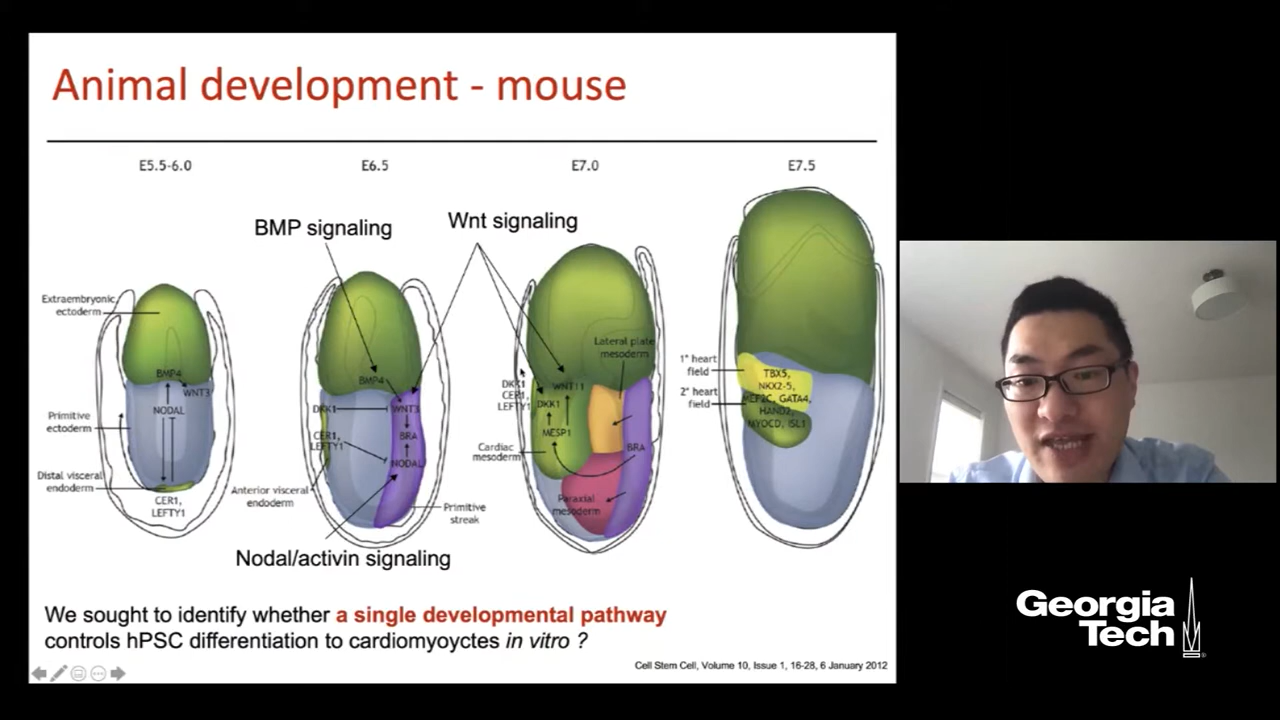 Animal development - mouse
E5.5-6.0
E6.5
E7.0
E7.5
BMP signaling
Wnt signaling
Extraembryonic
ectoderm
BMP4
WNT3
NODAL
Primitive
ectoderm
Distal visceral
endoderm
CER1,
LEFTY1
BMP4
DKK1
WNT3
CER1,
LEFTY1
BRA
NODAL
Anterior visceral
endoderm
Primitive
streak
Nodal/activin signaling
Lateral plate
mesoderm
DKK1
CER1,
LEFTY1
WNT11
DKK1
MESP1
BRA
Cardiac
mesoderm
Paraxial
mesoderm
1° heart
field
2° heart
field
TBX5,
NKX2-5,
MEF2C, GATA4,
HAND2,
MYOCD, ISL1
We sought to identify whether a single developmental pathway
controls hPSC differentiation to cardiomyoyctes in vitro ?
Cell Stem Cell, Volume 10, Issue 1, 16-28, 6 January 2012
Georgia
Tech